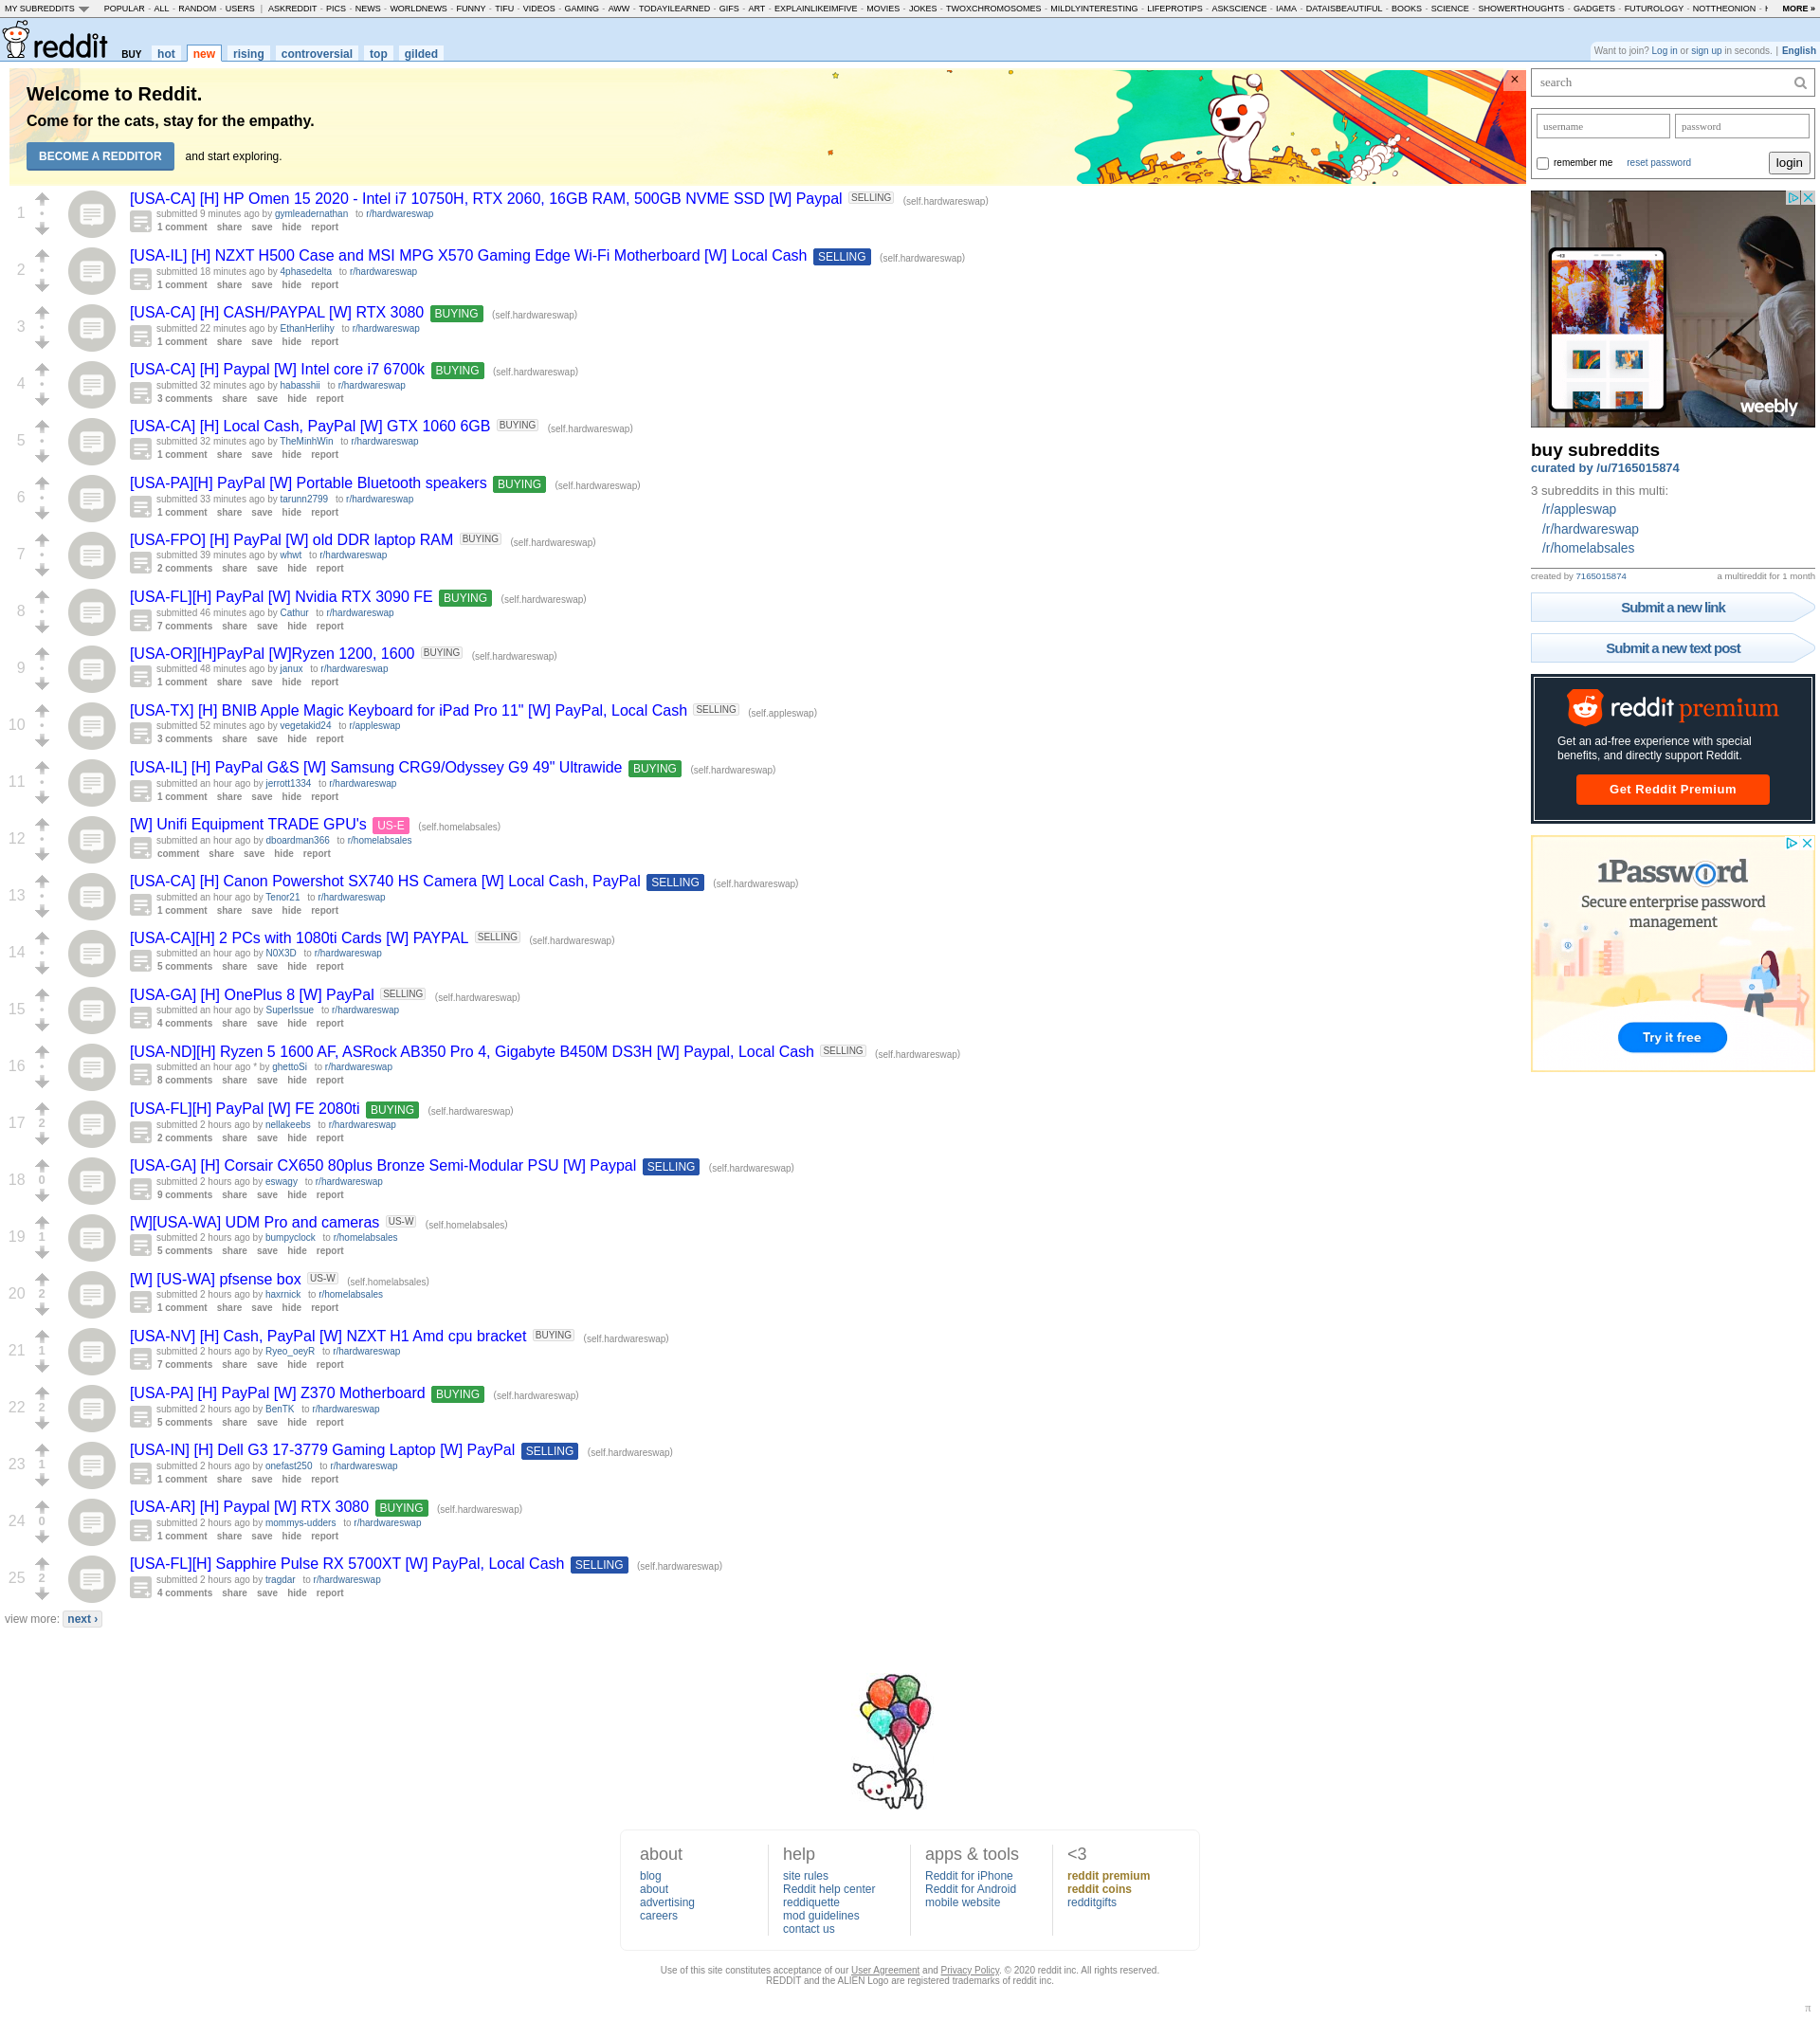 MY SUBREDDITS POPULAR - ALL - RANDOM - USERS | ASKREDDIT - PICS - NEWS - WORLDNEWS - FUNNY - TIFU - VIDEOS - GAMING - AWW - TODAYILEARNED - GIFS - ART - EXPLAINLIKEIMFIVE - MOVIES - JOKES - TWOXCHROMOSOMES - MILDLYINTERESTING - LIFEPROTIPS - ASKSCIENCE - IAMA - DATAISBEAUTIFUL - BOOKS - SCIENCE - SHOWERTHOUGHTS - GADGETS - FUTUROLOGY - NOTTHEONION - MORE »
reddit BUY hot new rising controversial top gilded
Want to join? Log in or sign up in seconds. | English
Welcome to Reddit.
Come for the cats, stay for the empathy.
BECOME A REDDITOR and start exploring.
×
1
[USA-CA] [H] HP Omen 15 2020 - Intel i7 10750H, RTX 2060, 16GB RAM, 500GB NVME SSD [W] Paypal SELLING (self.hardwareswap)
submitted 9 minutes ago by gymleadernathan to r/hardwareswap
1 comment share save hide report
2
[USA-IL] [H] NZXT H500 Case and MSI MPG X570 Gaming Edge Wi-Fi Motherboard [W] Local Cash SELLING (self.hardwareswap)
submitted 18 minutes ago by 4phasedelta to r/hardwareswap
1 comment share save hide report
3
[USA-CA] [H] CASH/PAYPAL [W] RTX 3080 BUYING (self.hardwareswap)
submitted 22 minutes ago by EthanHerlihy to r/hardwareswap
1 comment share save hide report
4
[USA-CA] [H] Paypal [W] Intel core i7 6700k BUYING (self.hardwareswap)
submitted 32 minutes ago by habasshii to r/hardwareswap
3 comments share save hide report
5
[USA-CA] [H] Local Cash, PayPal [W] GTX 1060 6GB BUYING (self.hardwareswap)
submitted 32 minutes ago by TheMinhWin to r/hardwareswap
1 comment share save hide report
6
[USA-PA][H] PayPal [W] Portable Bluetooth speakers BUYING (self.hardwareswap)
submitted 33 minutes ago by tarunn2799 to r/hardwareswap
1 comment share save hide report
7
[USA-FPO] [H] PayPal [W] old DDR laptop RAM BUYING (self.hardwareswap)
submitted 39 minutes ago by whwt to r/hardwareswap
2 comments share save hide report
8
[USA-FL][H] PayPal [W] Nvidia RTX 3090 FE BUYING (self.hardwareswap)
submitted 46 minutes ago by Cathur to r/hardwareswap
7 comments share save hide report
9
[USA-OR][H]PayPal [W]Ryzen 1200, 1600 BUYING (self.hardwareswap)
submitted 48 minutes ago by janux to r/hardwareswap
1 comment share save hide report
10
[USA-TX] [H] BNIB Apple Magic Keyboard for iPad Pro 11" [W] PayPal, Local Cash SELLING (self.appleswap)
submitted 52 minutes ago by vegetakid24 to r/appleswap
3 comments share save hide report
11
[USA-IL] [H] PayPal G&S [W] Samsung CRG9/Odyssey G9 49" Ultrawide BUYING (self.hardwareswap)
submitted an hour ago by jerrott1334 to r/hardwareswap
1 comment share save hide report
12
[W] Unifi Equipment TRADE GPU's US-E (self.homelabsales)
submitted an hour ago by dboardman366 to r/homelabsales
comment share save hide report
13
[USA-CA] [H] Canon Powershot SX740 HS Camera [W] Local Cash, PayPal SELLING (self.hardwareswap)
submitted an hour ago by Tenor21 to r/hardwareswap
1 comment share save hide report
14
[USA-CA][H] 2 PCs with 1080ti Cards [W] PAYPAL SELLING (self.hardwareswap)
submitted an hour ago by N0X3D to r/hardwareswap
5 comments share save hide report
15
[USA-GA] [H] OnePlus 8 [W] PayPal SELLING (self.hardwareswap)
submitted an hour ago by SuperIssue to r/hardwareswap
4 comments share save hide report
16
[USA-ND][H] Ryzen 5 1600 AF, ASRock AB350 Pro 4, Gigabyte B450M DS3H [W] Paypal, Local Cash SELLING (self.hardwareswap)
submitted an hour ago * by ghettoSi to r/hardwareswap
8 comments share save hide report
17 2
[USA-FL][H] PayPal [W] FE 2080ti BUYING (self.hardwareswap)
submitted 2 hours ago by nellakeebs to r/hardwareswap
2 comments share save hide report
18 0
[USA-GA] [H] Corsair CX650 80plus Bronze Semi-Modular PSU [W] Paypal SELLING (self.hardwareswap)
submitted 2 hours ago by eswagy to r/hardwareswap
9 comments share save hide report
19 1
[W][USA-WA] UDM Pro and cameras US-W (self.homelabsales)
submitted 2 hours ago by bumpyclock to r/homelabsales
5 comments share save hide report
20 2
[W] [US-WA] pfsense box US-W (self.homelabsales)
submitted 2 hours ago by haxrnick to r/homelabsales
1 comment share save hide report
21 1
[USA-NV] [H] Cash, PayPal [W] NZXT H1 Amd cpu bracket BUYING (self.hardwareswap)
submitted 2 hours ago by Ryeo_oeyR to r/hardwareswap
7 comments share save hide report
22 2
[USA-PA] [H] PayPal [W] Z370 Motherboard BUYING (self.hardwareswap)
submitted 2 hours ago by BenTK to r/hardwareswap
5 comments share save hide report
23 1
[USA-IN] [H] Dell G3 17-3779 Gaming Laptop [W] PayPal SELLING (self.hardwareswap)
submitted 2 hours ago by onefast250 to r/hardwareswap
1 comment share save hide report
24 0
[USA-AR] [H] Paypal [W] RTX 3080 BUYING (self.hardwareswap)
submitted 2 hours ago by mommys-udders to r/hardwareswap
1 comment share save hide report
25 2
[USA-FL][H] Sapphire Pulse RX 5700XT [W] PayPal, Local Cash SELLING (self.hardwareswap)
submitted 2 hours ago by tragdar to r/hardwareswap
4 comments share save hide report
view more: next ›
search
username password
remember me reset password login
weebly
buy subreddits
curated by /u/7165015874
3 subreddits in this multi:
/r/appleswap
/r/hardwareswap
/r/homelabsales
created by 7165015874 a multireddit for 1 month
Submit a new link
Submit a new text post
reddit premium
Get an ad-free experience with special
benefits, and directly support Reddit.
Get Reddit Premium
1Password
Secure enterprise password
management
Try it free
about
blog
about
advertising
careers
help
site rules
Reddit help center
reddiquette
mod guidelines
contact us
apps & tools
Reddit for iPhone
Reddit for Android
mobile website
<3
reddit premium
reddit coins
redditgifts
Use of this site constitutes acceptance of our User Agreement and Privacy Policy. © 2020 reddit inc. All rights reserved.
REDDIT and the ALIEN Logo are registered trademarks of reddit inc.
π